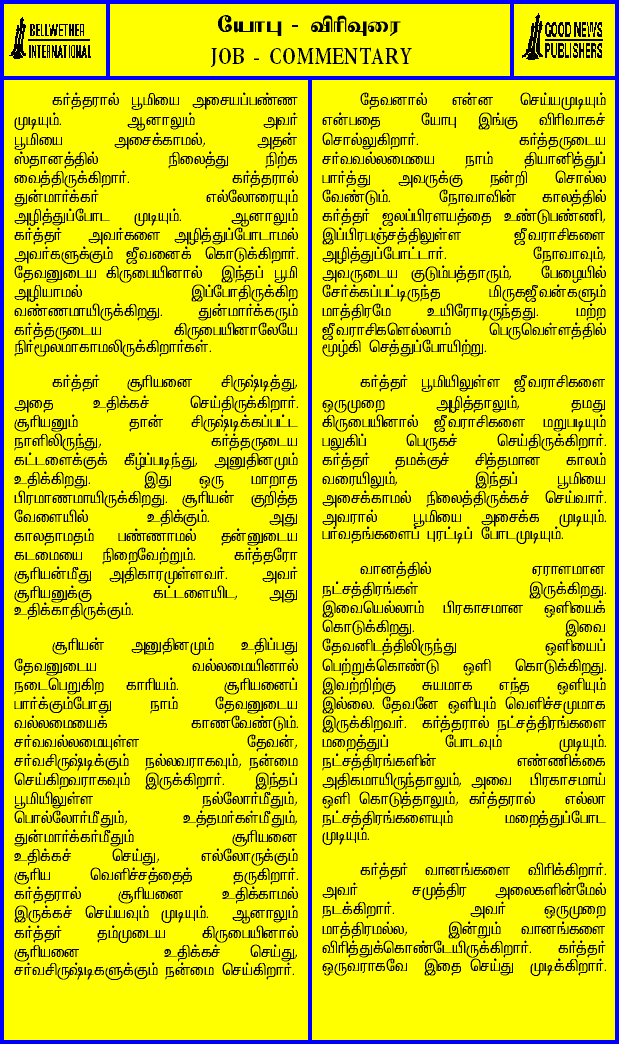 BELLWETHER
INTERNATIONAL
யோபு - விரிவுரை
JOB - COMMENTARY
GOOD NEWS
PUBLISHERS
கர்த்தரால் பூமியை அசையப்பண்ண
முடியும். ஆனாலும் அவர்
பூமியை அசைக்காமல், அதன்
ஸ்தானத்தில் நிலைத்து நிற்க
வைத்திருக்கிறார். கர்த்தரால்
துன்மார்க்கர் எல்லோரையும்
அழித்துப்போட முடியும். ஆனாலும்
கர்த்தர் அவர்களை அழித்துப்போடாமல்
அவர்களுக்கும் ஜீவனைக் கொடுக்கிறார்.
தேவனுடைய கிருபையினால் இந்தப் பூமி
அழியாமல் இப்போதிருக்கிற
வண்ணமாயிருக்கிறது. துன்மார்க்கரும்
கர்த்தருடைய கிருபையினாலேயே
நிர்மூலமாகாமலிருக்கிறார்கள்.
கர்த்தர் சூரியனை சிருஷ்டித்து,
அதை உதிக்கச் செய்திருக்கிறார்.
சூரியனும் தான் சிருஷ்டிக்கப்பட்ட
நாளிலிருந்து, கர்த்தருடைய
கட்டளைக்குக் கீழ்ப்படிந்து, அனுதினமும்
உதிக்கிறது. இது ஒரு மாறாத
பிரமாணமாயிருக்கிறது. சூரியன் குறித்த
வேளையில் உதிக்கும். அது
காலதாமதம் பண்ணாமல் தன்னுடைய
கடமையை நிறைவேற்றும். கர்த்தரோ
சூரியன்மீது அதிகாரமுள்ளவர். அவர்
சூரியனுக்கு கட்டளையிட, அது
உதிக்காதிருக்கும்.
சூரியன் அனுதினமும் உதிப்பது
தேவனுடைய வல்லமையினால்
நடைபெறுகிற காரியம். சூரியனைப்
பார்க்கும்போது நாம் தேவனுடைய
வல்லமையைக் காணவேண்டும்.
சர்வவல்லமையுள்ள தேவன்,
சர்வசிருஷ்டிக்கும் நல்லவராகவும், நன்மை
செய்கிறவராகவும் இருக்கிறார். இந்தப்
பூமியிலுள்ள நல்லோர்மீதும்,
பொல்லோர்மீதும், உத்தமர்கள்மீதும்,
துன்மார்க்கர்மீதும் சூரியனை
உதிக்கச் செய்து, எல்லோருக்கும்
சூரிய வெளிச்சத்தைத் தருகிறார்.
கர்த்தரால் சூரியனை உதிக்காமல்
இருக்கச் செய்யவும் முடியும். ஆனாலும்
கர்த்தர் தம்முடைய கிருபையினால்
சூரியனை உதிக்கச் செய்து,
சர்வசிருஷ்டிகளுக்கும் நன்மை செய்கிறார்.
தேவனால் என்ன செய்யமுடியும்
என்பதை யோபு இங்கு விரிவாகச்
சொல்லுகிறார். கர்த்தருடைய
சர்வவல்லமையை நாம் தியானித்துப்
பார்த்து அவருக்கு நன்றி சொல்ல
வேண்டும். நோவாவின் காலத்தில்
கர்த்தர் ஜலப்பிரளயத்தை உண்டுபண்ணி,
இப்பிரபஞ்சத்திலுள்ள ஜீவராசிகளை
அழித்துப்போட்டார். நோவாவும்,
அவருடைய குடும்பத்தாரும், பேழையில்
சேர்க்கப்பட்டிருந்த மிருகஜீவன்களும்
மாத்திரமே உயிரோடிருந்தது. மற்ற
ஜீவராசிகளெல்லாம் பெருவெள்ளத்தில்
மூழ்கி செத்துப்போயிற்று.
கர்த்தர் பூமியிலுள்ள ஜீவராசிகளை
ஒருமுறை அழித்தாலும், தமது
கிருபையினால் ஜீவராசிகளை மறுபடியும்
பலுகிப் பெருகச் செய்திருக்கிறார்.
கர்த்தர் தமக்குச் சித்தமான காலம்
வரையிலும், இந்தப் பூமியை
அசைக்காமல் நிலைத்திருக்கச் செய்வார்.
அவரால் பூமியை அசைக்க முடியும்.
பர்வதங்களைப் புரட்டிப் போடமுடியும்.
வானத்தில் ஏராளமான
நட்சத்திரங்கள் இருக்கிறது.
இவையெல்லாம் பிரகாசமான ஒளியைக்
கொடுக்கிறது. இவை
தேவனிடத்திலிருந்து ஒளியைப்
பெற்றுக்கொண்டு ஒளி கொடுக்கிறது.
இவற்றிற்கு சுயமாக எந்த ஒளியும்
இல்லை. தேவனே ஒளியும் வெளிச்சமுமாக
இருக்கிறவர். கர்த்தரால் நட்சத்திரங்களை
மறைத்துப் போடவும் முடியும்.
நட்சத்திரங்களின் எண்ணிக்கை
அதிகமாயிருந்தாலும், அவை பிரகாசமாய்
ஒளி கொடுத்தாலும், கர்த்தரால் எல்லா
நட்சத்திரங்களையும் மறைத்துப்போட
முடியும்.
கர்த்தர் வானங்களை விரிக்கிறார்.
அவர் சமுத்திர அலைகளின்மேல்
நடக்கிறார். அவர் ஒருமுறை
மாத்திரமல்ல, இன்றும் வானங்களை
விரித்துக்கொண்டேயிருக்கிறார். கர்த்தர்
ஒருவராகவே இதை செய்து முடிக்கிறார்.